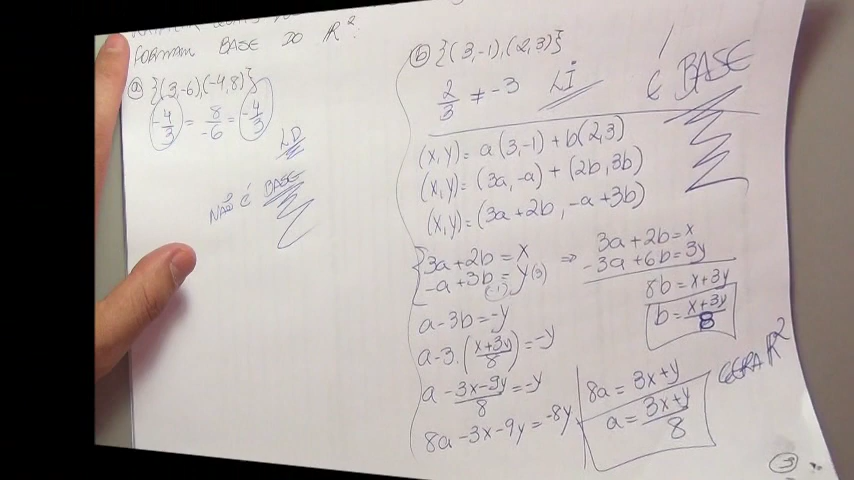 FORMAM BASE DO R²?
ⓐ {(3,-6),(-4,8)}
-4/3 = 8/-6 = -4/3
LD
NÃO É BASE
ⓑ {(3,-1),(2,3)}
2/3 ≠ -3 LI É BASE
(x,y)= a(3,-1)+b(2,3)
(x,y)= (3a,-a)+(2b,3b)
(x,y)= (3a+2b, -a+3b)
{3a+2b=x
-a+3b=y(3)
(-1)
⇒ 3a+2b=x
-3a+6b=3y
8b=x+3y
b=x+3y/8
a-3b=-y
a-3.(x+3y/8)=-y
a-3x-9y/8=-y
8a-3x-9y=-8y
8a=3x+y
a=3x+y/8
GERA R²
3